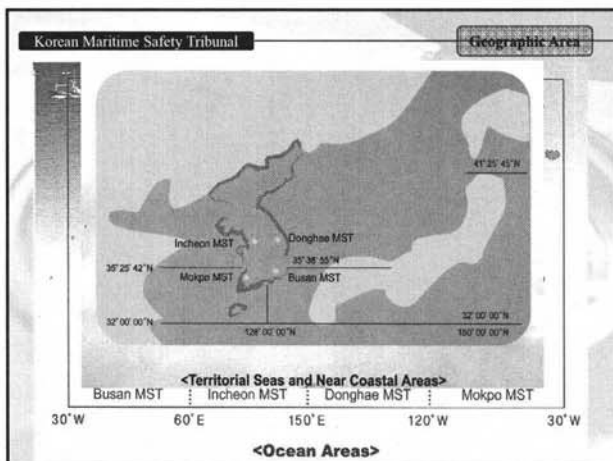 Korean Maritime Safety Tribunal
Geographic Area
41° 25' 45"N
Incheon MST
Donghae MST
35° 25' 42"N
35° 38' 55"N
Mokpo MST
Busan MST
32° 00' 00"N
32° 00' 00"N
128° 00' 00"N
150° 00' 00"N
<Territorial Seas and Near Coastal Areas>
Busan MST Incheon MST Donghae MST Mokpo MST
30° W 60° E 150° E 120° W 30° W
<Ocean Areas>